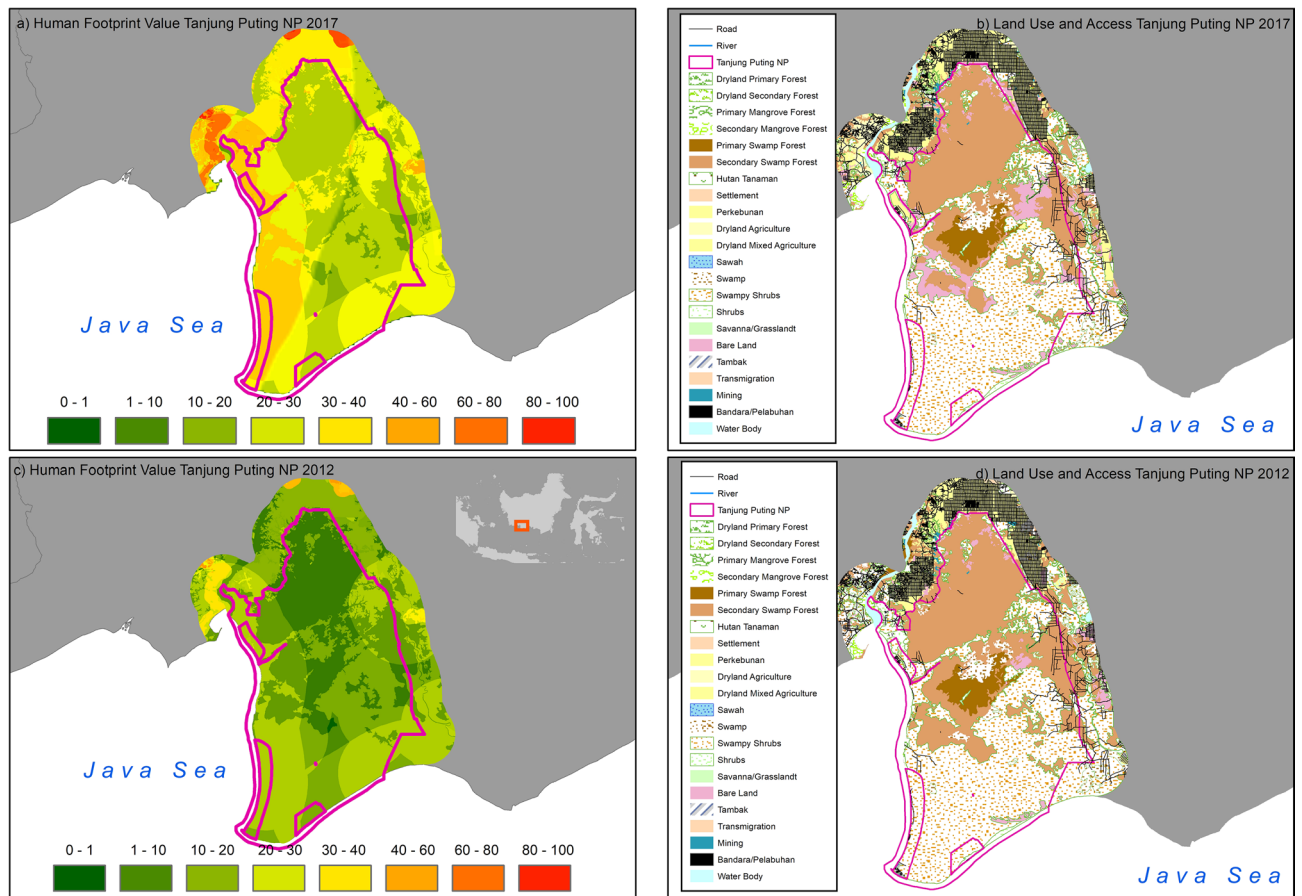 a) Human Footprint Value Tanjung Puting NP 2017
Java Sea
0 - 1 1 - 10 10 - 20 20 - 30 30 - 40 40 - 60 60 - 80 80 - 100
b) Land Use and Access Tanjung Puting NP 2017
Road
River
Tanjung Puting NP
Dryland Primary Forest
Dryland Secondary Forest
Primary Mangrove Forest
Secondary Mangrove Forest
Primary Swamp Forest
Secondary Swamp Forest
Hutan Tanaman
Settlement
Perkebunan
Dryland Agriculture
Dryland Mixed Agriculture
Sawah
Swamp
Swampy Shrubs
Shrubs
Savanna/Grasslandt
Bare Land
Tambak
Transmigration
Mining
Bandara/Pelabuhan
Water Body
Java Sea
c) Human Footprint Value Tanjung Puting NP 2012
Java Sea
0 - 1 1 - 10 10 - 20 20 - 30 30 - 40 40 - 60 60 - 80 80 - 100
d) Land Use and Access Tanjung Puting NP 2012
Road
River
Tanjung Puting NP
Dryland Primary Forest
Dryland Secondary Forest
Primary Mangrove Forest
Secondary Mangrove Forest
Primary Swamp Forest
Secondary Swamp Forest
Hutan Tanaman
Settlement
Perkebunan
Dryland Agriculture
Dryland Mixed Agriculture
Sawah
Swamp
Swampy Shrubs
Shrubs
Savanna/Grasslandt
Bare Land
Tambak
Transmigration
Mining
Bandara/Pelabuhan
Water Body
Java Sea